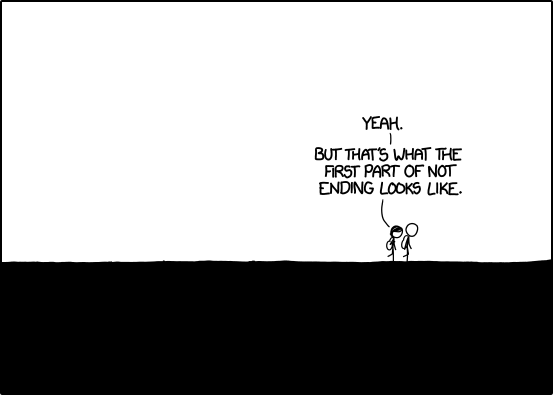 YEAH.
BUT THAT'S WHAT THE
FIRST PART OF NOT
ENDING LOOKS LIKE.